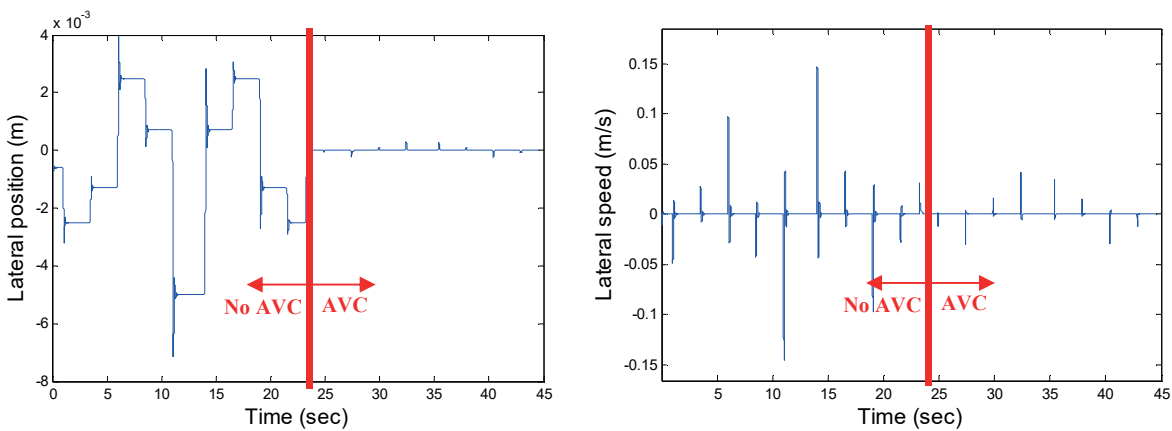 x 10⁻³
4
2
0
-2
-4
-6
-8
Lateral position (m)
No AVC
AVC
0 5 10 15 20 25 30 35 40 45
Time (sec)
0.15
0.1
0.05
0
-0.05
-0.1
-0.15
Lateral speed (m/s)
No AVC
AVC
5 10 15 20 25 30 35 40 45
Time (sec)